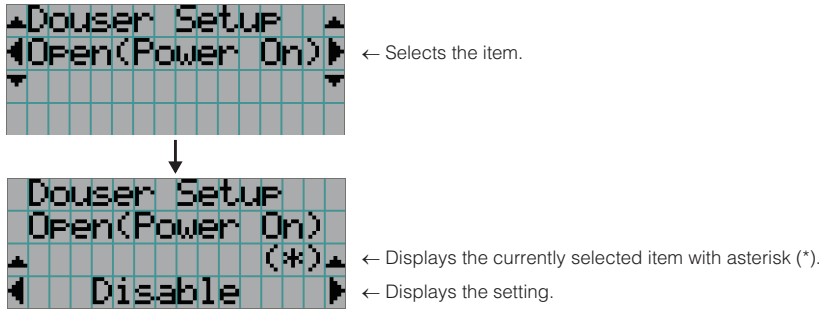 Douser Setup
Open(Power On)
← Selects the item.
Douser Setup
Open(Power On)
(*)
← Displays the currently selected item with asterisk (*).
Disable
← Displays the setting.